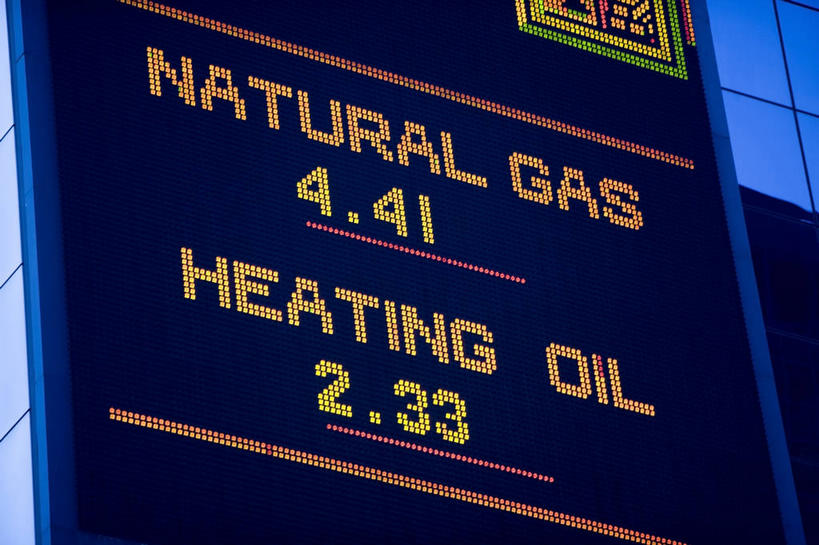 NATURAL GAS
4.41
HEATING OIL
2.33